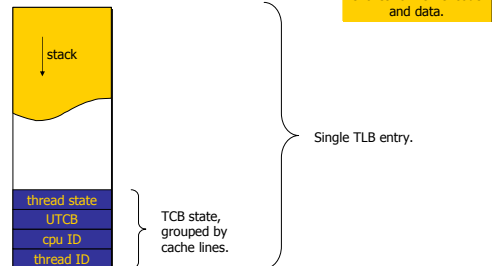 and data.
stack
Single TLB entry.
thread state
UTCB
cpu ID
thread ID
TCB state,
grouped by
cache lines.